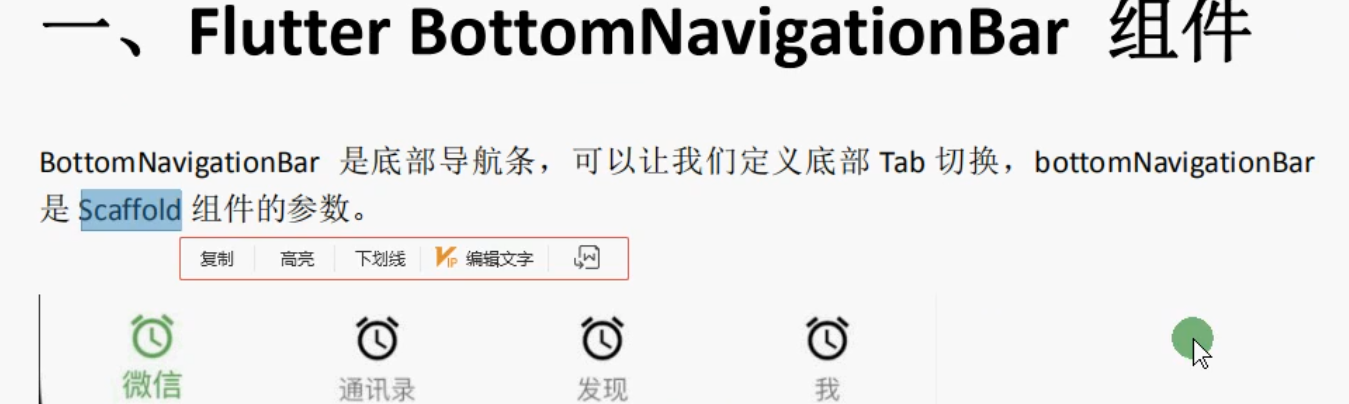 一、Flutter BottomNavigationBar 组件
BottomNavigationBar 是底部导航条，可以让我们定义底部 Tab 切换，bottomNavigationBar
是 Scaffold 组件的参数。
复制 高亮 下划线 VIP 编辑文字
微信 通讯录 发现 我